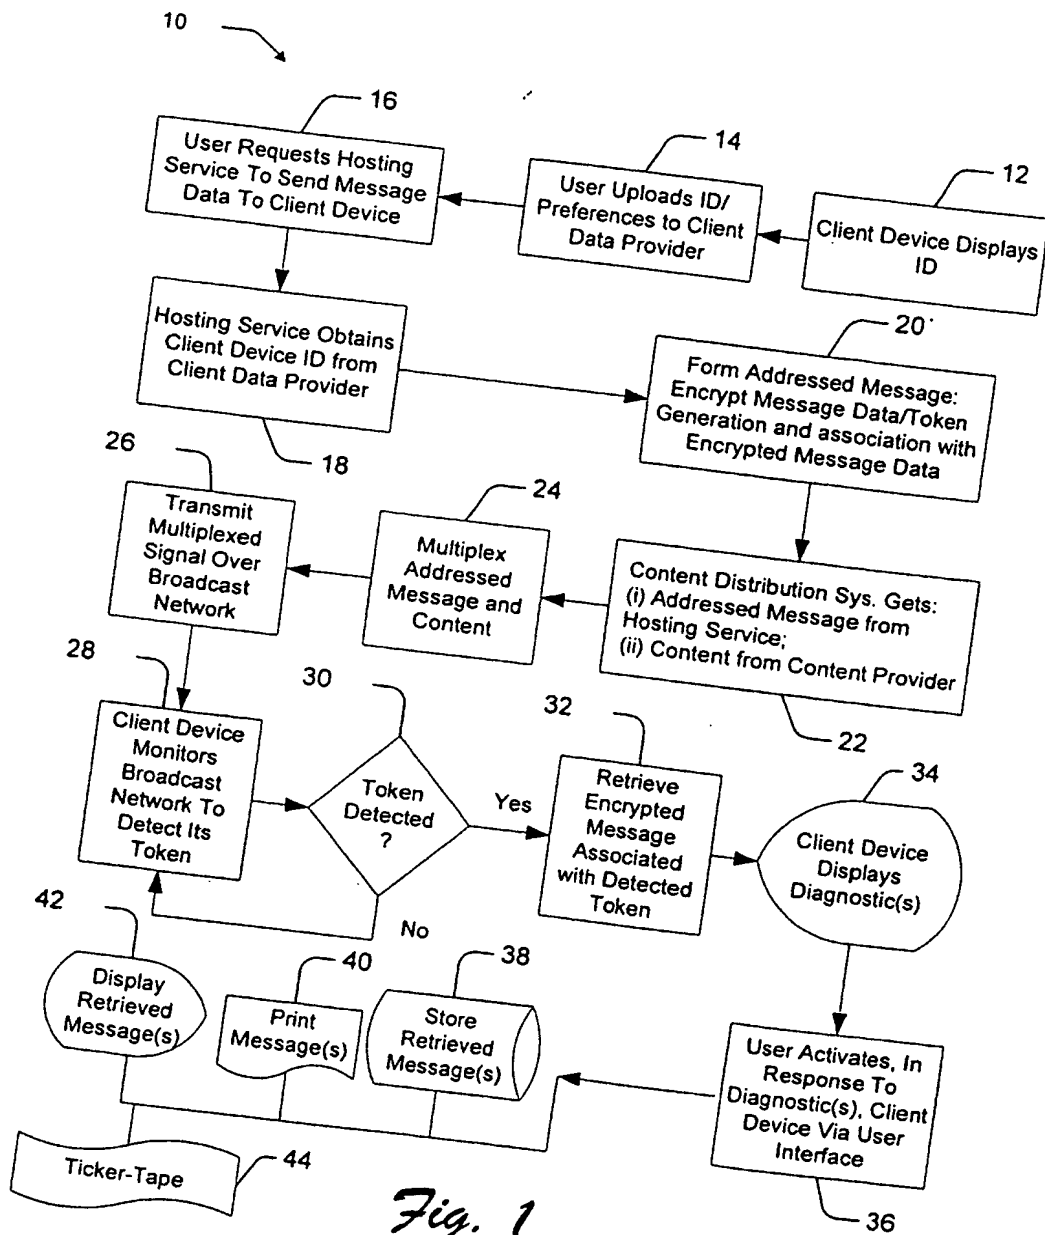 10
16
User Requests Hosting
Service To Send Message
Data To Client Device
14
User Uploads ID/
Preferences to Client
Data Provider
12
Client Device Displays
ID
Hosting Service Obtains
Client Device ID from
Client Data Provider
18
20
Form Addressed Message:
Encrypt Message Data/Token
Generation and association with
Encrypted Message Data
26
Transmit
Multiplexed
Signal Over
Broadcast
Network
24
Multiplex
Addressed
Message and
Content
Content Distribution Sys. Gets:
(i) Addressed Message from
Hosting Service;
(ii) Content from Content Provider
22
28
Client Device
Monitors
Broadcast
Network To
Detect Its
Token
30
Token
Detected
?
Yes
No
32
Retrieve
Encrypted
Message
Associated
with Detected
Token
34
Client Device
Displays
Diagnostic(s)
42
Display
Retrieved
Message(s)
40
Print
Message(s)
38
Store
Retrieved
Message(s)
User Activates, In
Response To
Diagnostic(s), Client
Device Via User
Interface
36
Ticker-Tape
44
Fig. 1